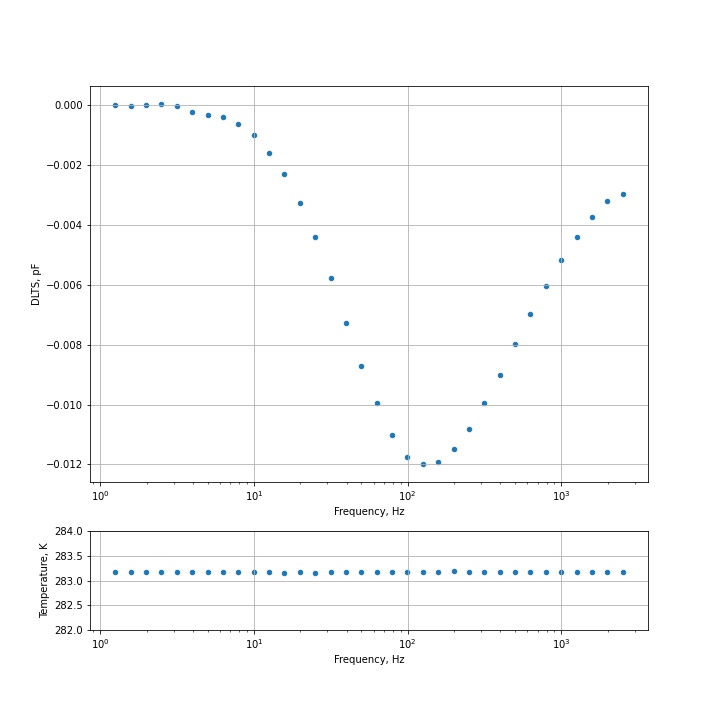 0.000
−0.002
−0.004
−0.006
−0.008
−0.010
−0.012
DLTS, pF
10⁰ 10¹ 10² 10³
Frequency, Hz
284.0
283.5
283.0
282.5
282.0
Temperature, K
10⁰ 10¹ 10² 10³
Frequency, Hz